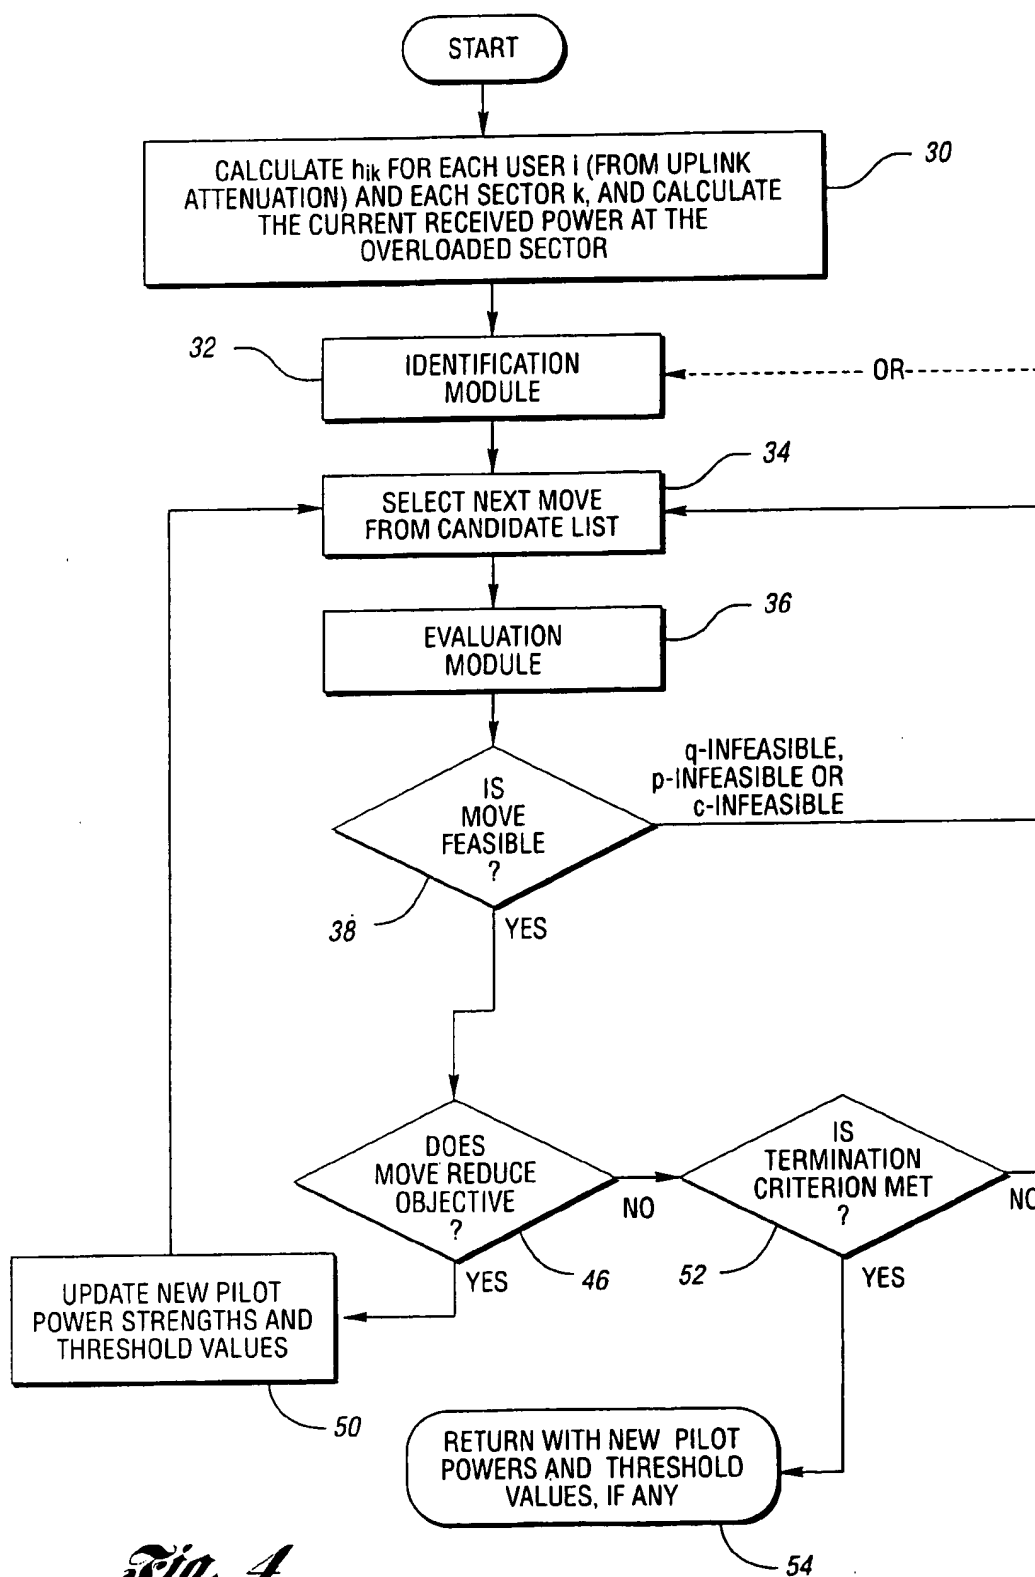 START
CALCULATE hik FOR EACH USER i (FROM UPLINK
ATTENUATION) AND EACH SECTOR k, AND CALCULATE
THE CURRENT RECEIVED POWER AT THE
OVERLOADED SECTOR
30
32
IDENTIFICATION
MODULE
OR
34
SELECT NEXT MOVE
FROM CANDIDATE LIST
36
EVALUATION
MODULE
q-INFEASIBLE,
p-INFEASIBLE OR
c-INFEASIBLE
IS
MOVE
FEASIBLE
?
38
YES
DOES
MOVE REDUCE
OBJECTIVE
?
NO
IS
TERMINATION
CRITERION MET
?
NO
YES
46
52
YES
UPDATE NEW PILOT
POWER STRENGTHS AND
THRESHOLD VALUES
50
RETURN WITH NEW PILOT
POWERS AND THRESHOLD
VALUES, IF ANY
54
Fig. 4